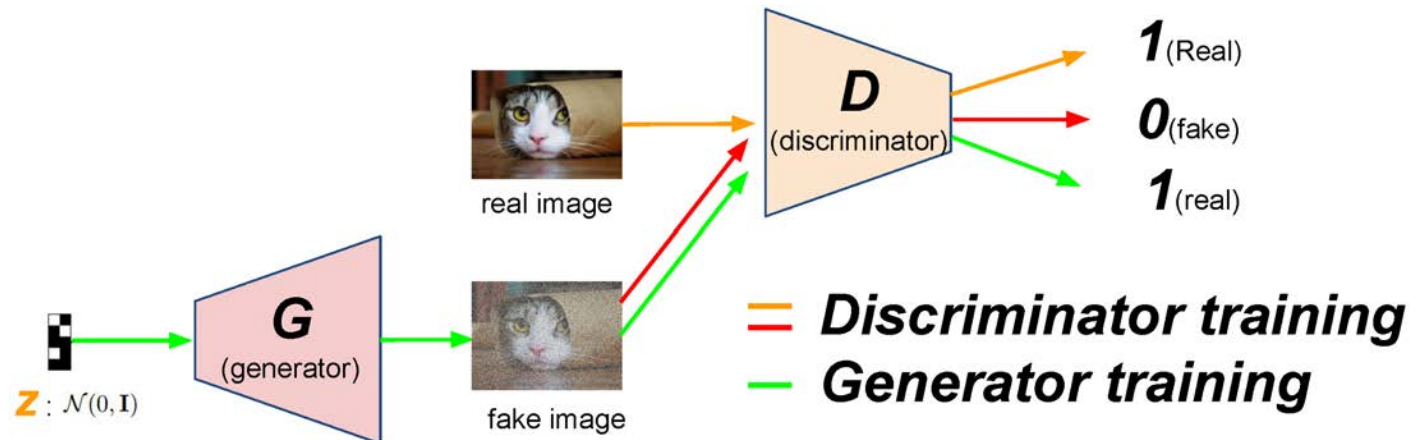 1(Real)
D
(discriminator)
0(fake)
1(real)
real image
G
(generator)
z : 𝒩(0, I)
fake image
Discriminator training
Generator training